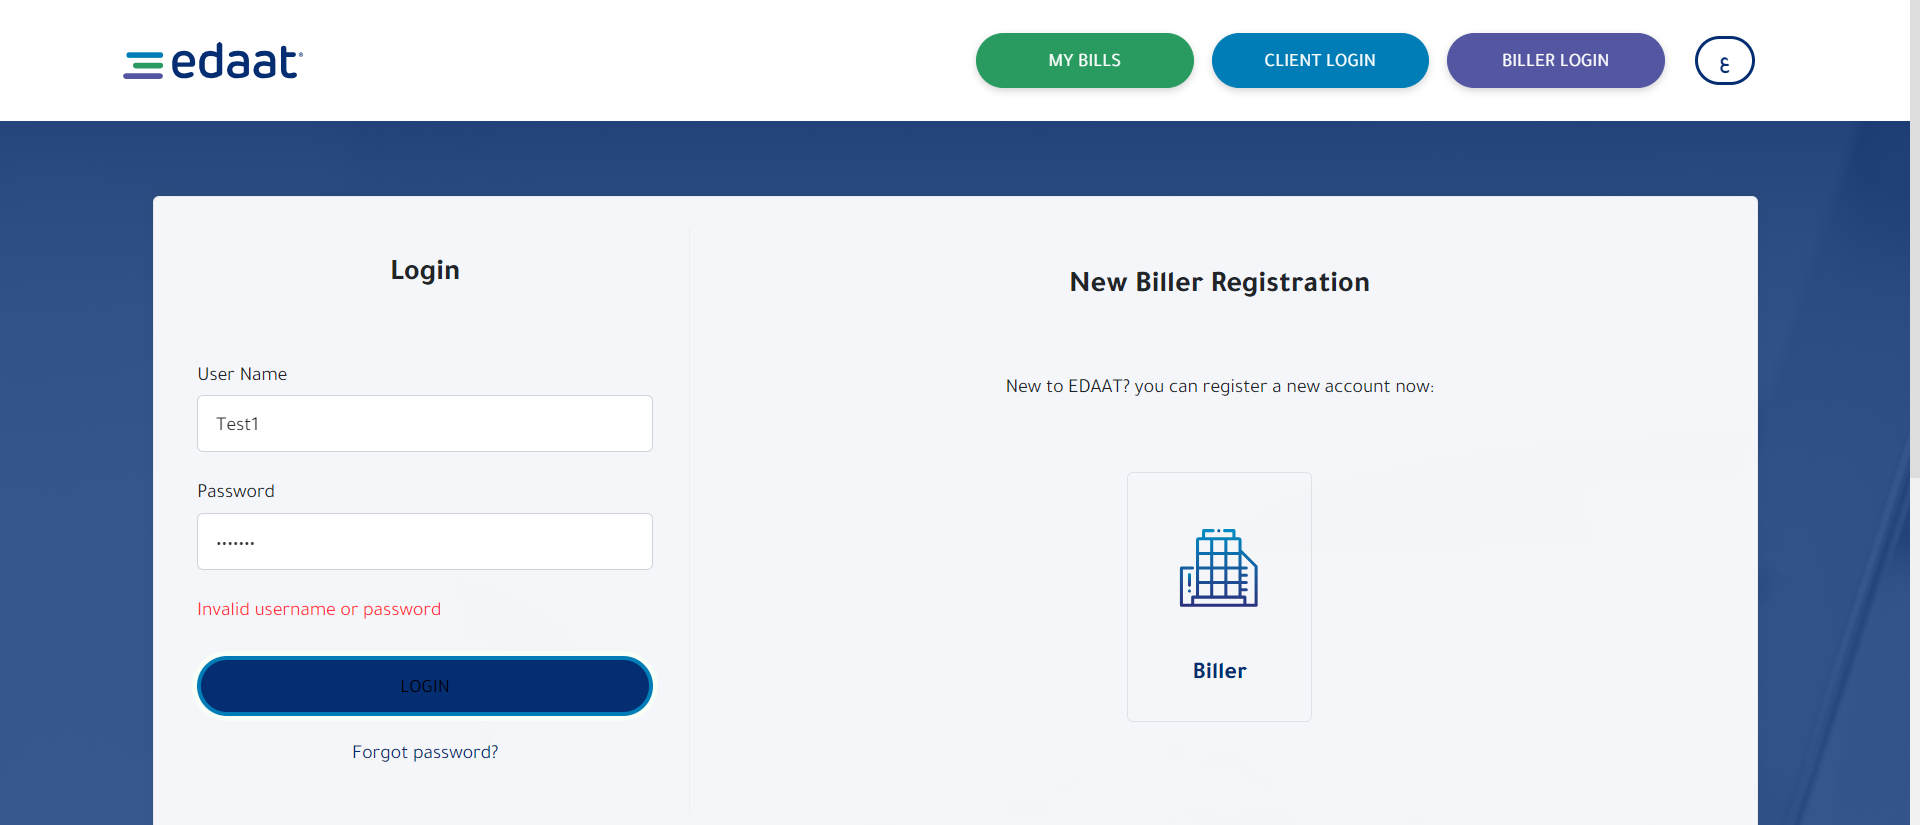 edaat
MY BILLS
CLIENT LOGIN
BILLER LOGIN
ع
Login
User Name
Test1
Password
•••••••
Invalid username or password
LOGIN
Forgot password?
New Biller Registration
New to EDAAT? you can register a new account now:
Biller